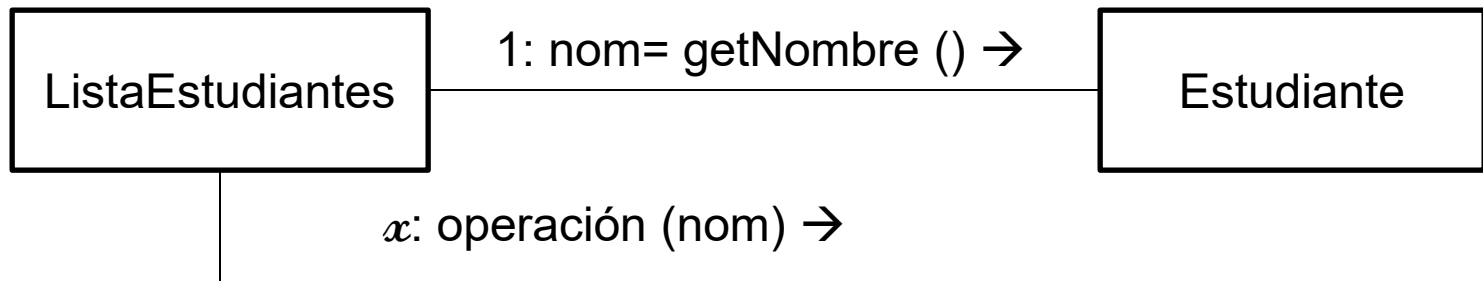 1: nom= getNombre () →
ListaEstudiantes
Estudiante
x: operación (nom) →